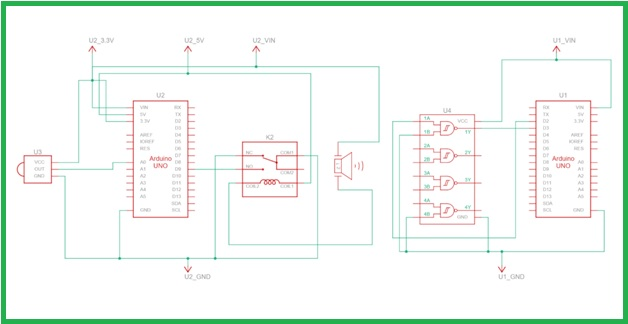 U2_3.3V
U2_5V
U2_VIN
U1_VIN
U2
VIN
5V
3.3V
AREF
IOREF
RES
Arduino
UNO
A0
A1
A2
A3
A4
A5
GND
RX
TX
D2
D3
D4
D5
D6
D7
D8
D9
D10
D11
D12
D13
SDA
SCL
U3
VCC
OUT
GND
K2
NC
COM1
NO
COM2
U4
1A
VCC
1B
1Y
2A
2B
2Y
3A
3B
3Y
4A
4B
4Y
GND
U1
RX
VIN
TX
5V
D2
3.3V
D3
D4
AREF
D5
IOREF
D6
RES
D7
Arduino
UNO
D8
A0
D9
A1
D10
A2
D11
A3
D12
A4
D13
A5
SDA
SCL
GND
U2_GND
U1_GND